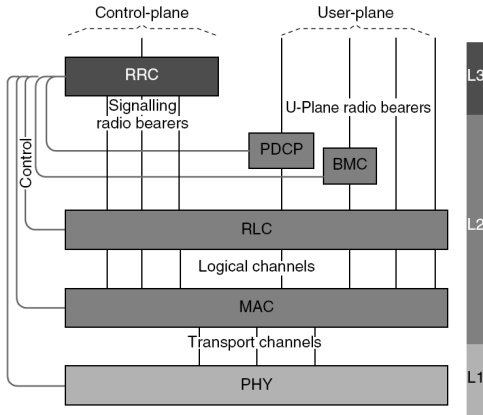 Control-plane
User-plane
RRC
L3
Signalling
radio bearers
U-Plane radio bearers
Control
PDCP
BMC
RLC
L2
Logical channels
MAC
Transport channels
PHY
L1